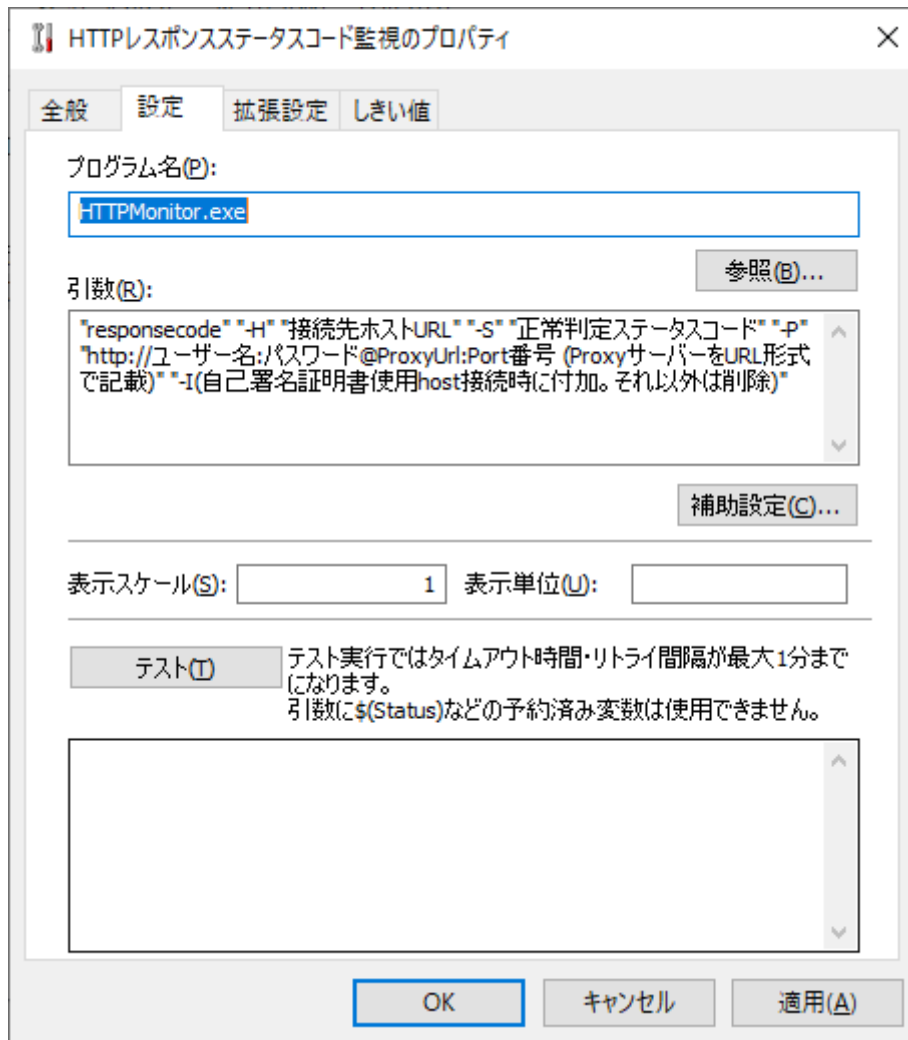 HTTPレスポンスステータスコード監視のプロパティ
全般 設定 拡張設定 しきい値
プログラム名(P):
HTTPMonitor.exe
参照(B)...
引数(R):
"responsecode" "-H" "接続先ホストURL" "-S" "正常判定ステータスコード" "-P"
"http://ユーザー名:パスワード@ProxyUrl:Port番号 (ProxyサーバーをURL形式
で記載)" "-I(自己署名証明書使用host接続時に付加。それ以外は削除)"
補助設定(C)...
表示スケール(S): 1 表示単位(U):
テスト(T)
テスト実行ではタイムアウト時間・リトライ間隔が最大1分まで
になります。
引数に$(Status)などの予約済み変数は使用できません。
OK キャンセル 適用(A)